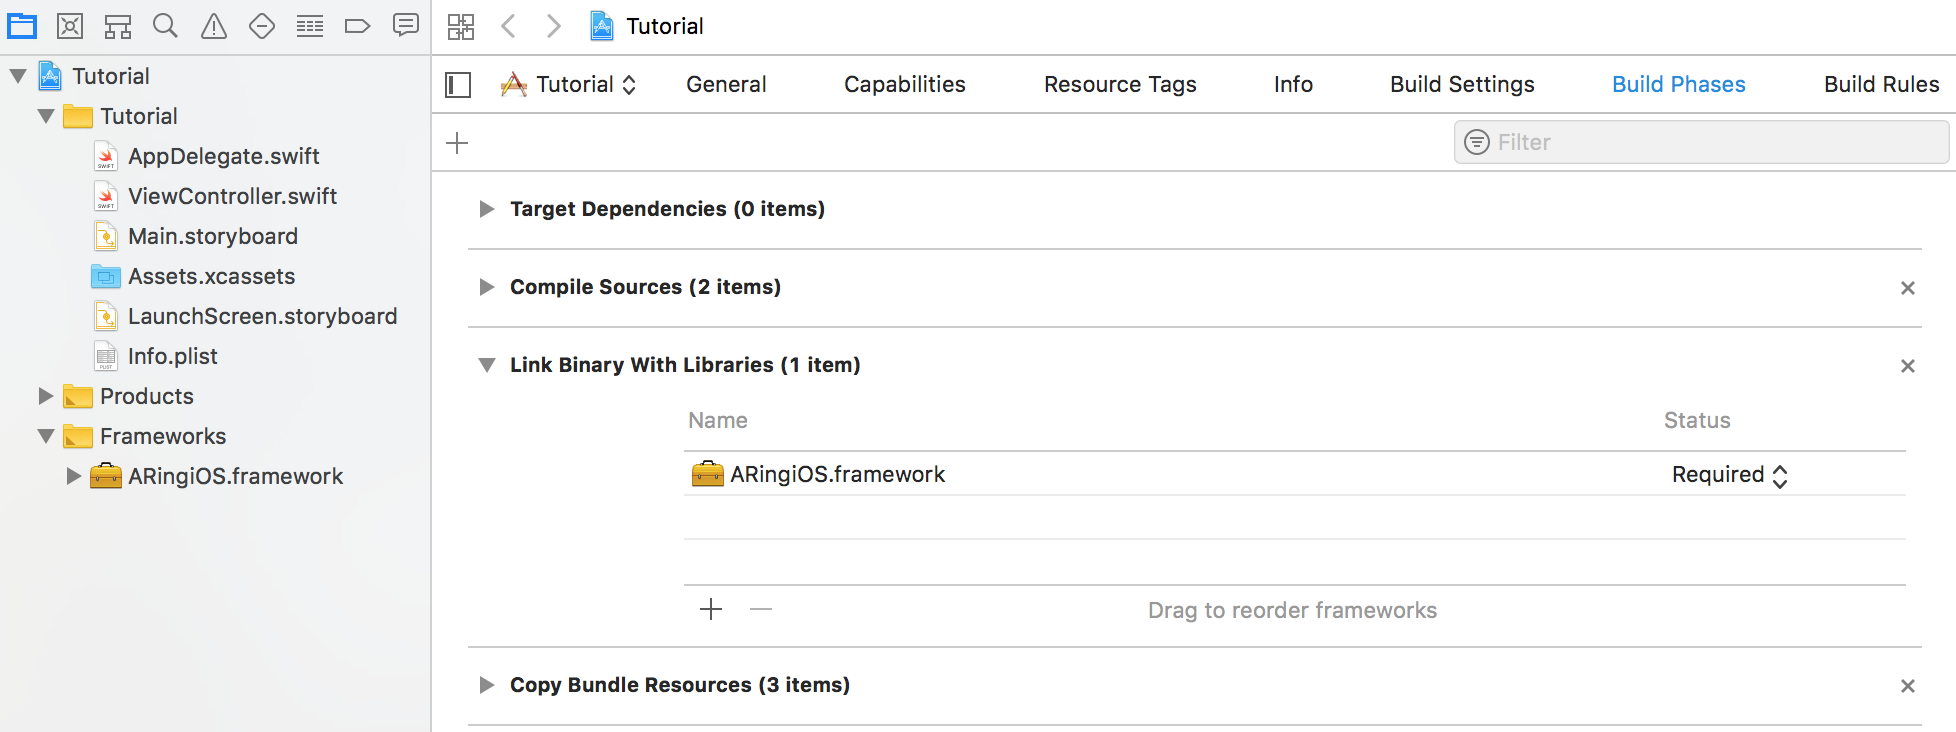 Tutorial
Tutorial
General
Capabilities
Resource Tags
Info
Build Settings
Build Phases
Build Rules
Filter
Tutorial
Tutorial
AppDelegate.swift
ViewController.swift
Main.storyboard
Assets.xcassets
LaunchScreen.storyboard
Info.plist
Products
Frameworks
ARingiOS.framework
Target Dependencies (0 items)
Compile Sources (2 items)
Link Binary With Libraries (1 item)
Name
Status
ARingiOS.framework
Required
Drag to reorder frameworks
Copy Bundle Resources (3 items)
SWIFT
SWIFT
PLIST